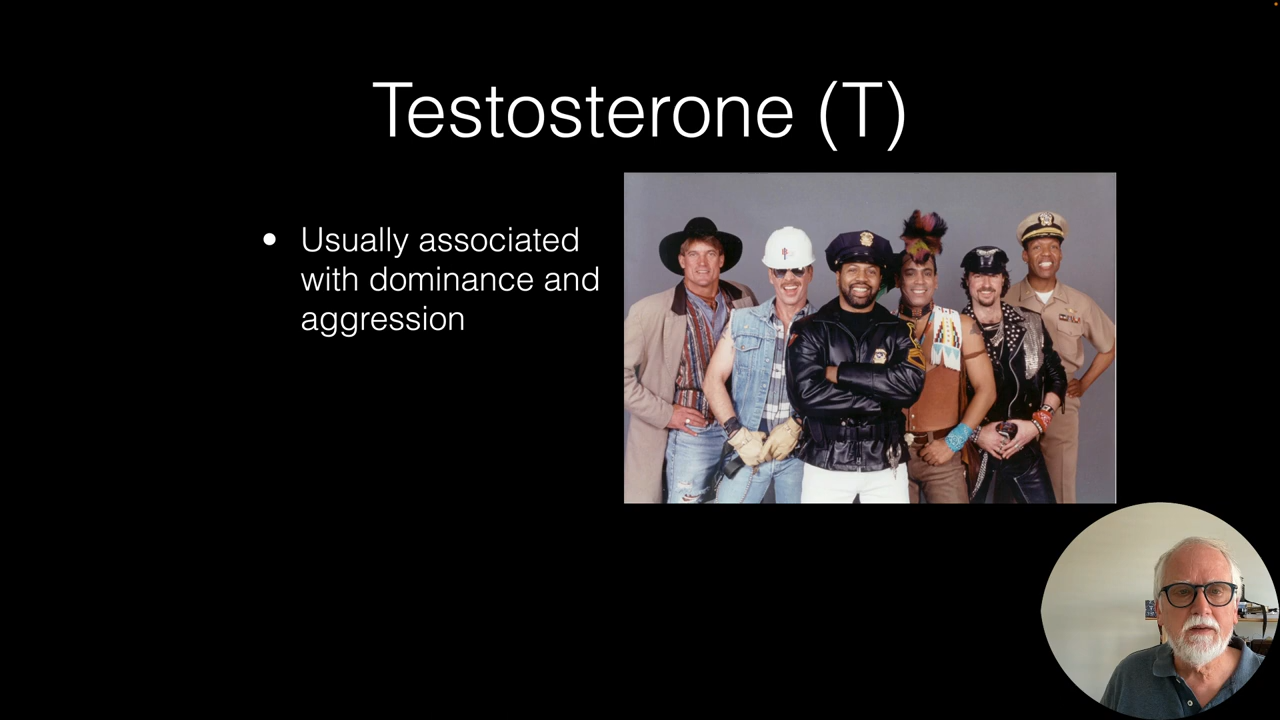 Testosterone (T)
• Usually associated
with dominance and
aggression